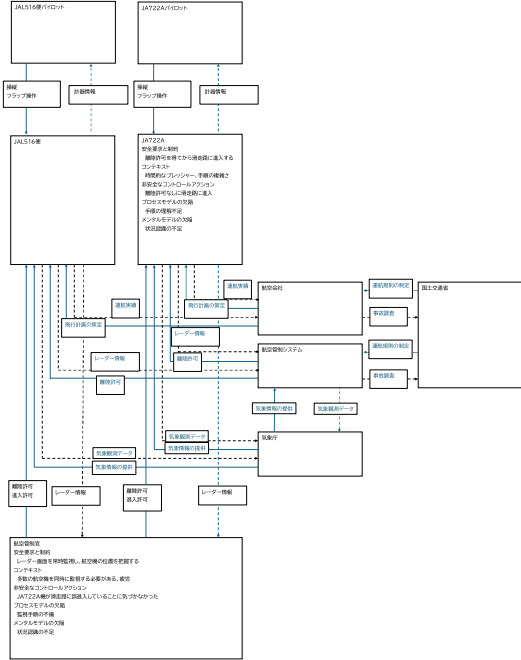 JAL516便パイロット
JA722Aパイロット
操縦
フラップ操作
計器情報
操縦
フラップ操作
計器情報
JAL516便
JA722A
安全要求と制約
離陸許可を得てから滑走路に進入する
コンテキスト
時間的なプレッシャー、手順の複雑さ
非安全なコントロールアクション
離陸許可なしに滑走路に進入
プロセスモデルの欠陥
手順の理解不足
メンタルモデルの欠陥
状況認識の不足
運航実績
航空会社
運航規則の制定
国土交通省
運航実績
飛行計画の策定
事故調査
飛行計画の策定
レーダー情報
航空管制システム
運航規則の制定
レーダー情報
離陸許可
事故調査
離陸許可
気象情報の提供
気象観測データ
気象観測データ
気象庁
気象情報の提供
気象観測データ
気象情報の提供
離陸許可
進入許可
レーダー情報
離陸許可
進入許可
レーダー情報
航空管制官
安全要求と制約
レーダー画面を常時監視し、航空機の位置を把握する
コンテキスト
多数の航空機を同時に監視する必要がある、疲労
非安全なコントロールアクション
JA722A機が滑走路に誤進入していることに気づかなかった
プロセスモデルの欠陥
監視手順の不備
メンタルモデルの欠陥
状況認識の不足